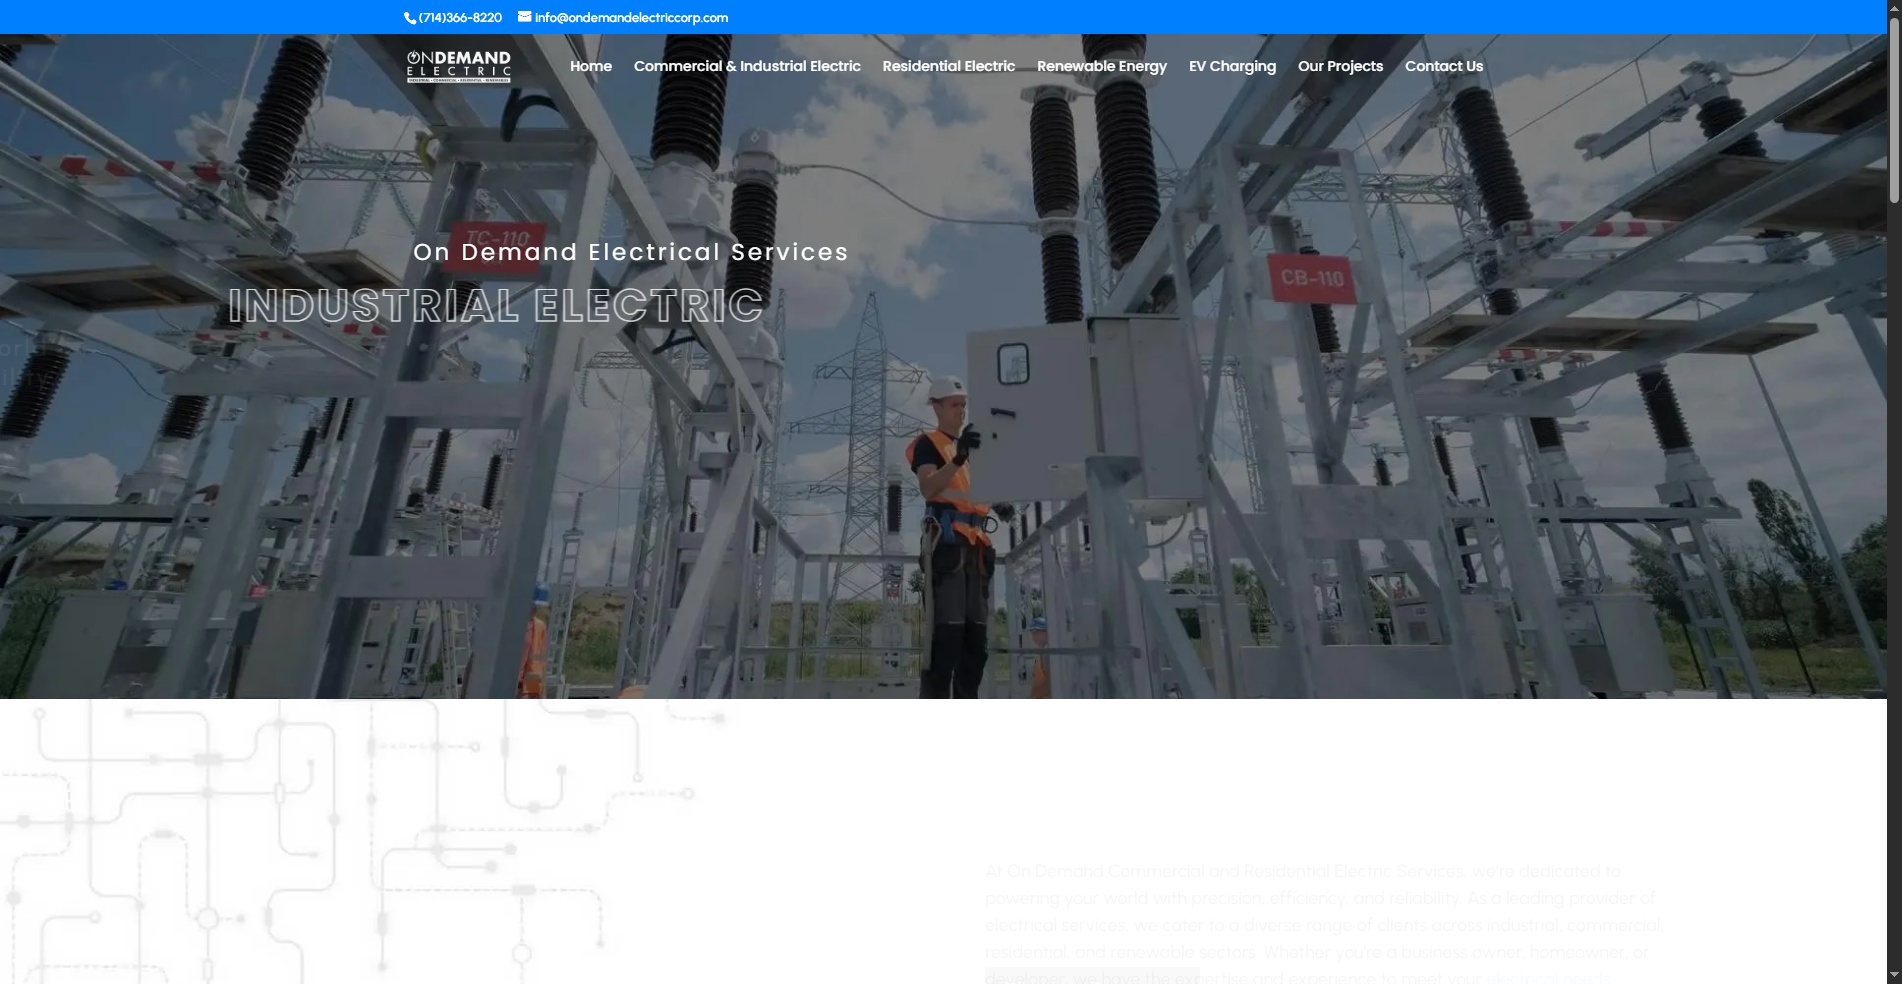 (714)366-8220 info@ondemandelectriccorp.com
ONDEMAND
ELECTRIC
Home Commercial & Industrial Electric Residential Electric Renewable Energy EV Charging Our Projects Contact Us
6
TC-110
On Demand Electrical Services
CB-110
INDUSTRIAL ELECTRIC
At On Demand Commercial and Residential Electric Services, we're dedicated to
powering your world with precision, efficiency, and reliability. As a leading provider of
electrical services, we cater to a diverse range of clients across industrial, commercial,
residential, and renewable sectors. Whether you're a business owner, homeowner, or
developer, we have the expertise and experience to meet your electrical needs